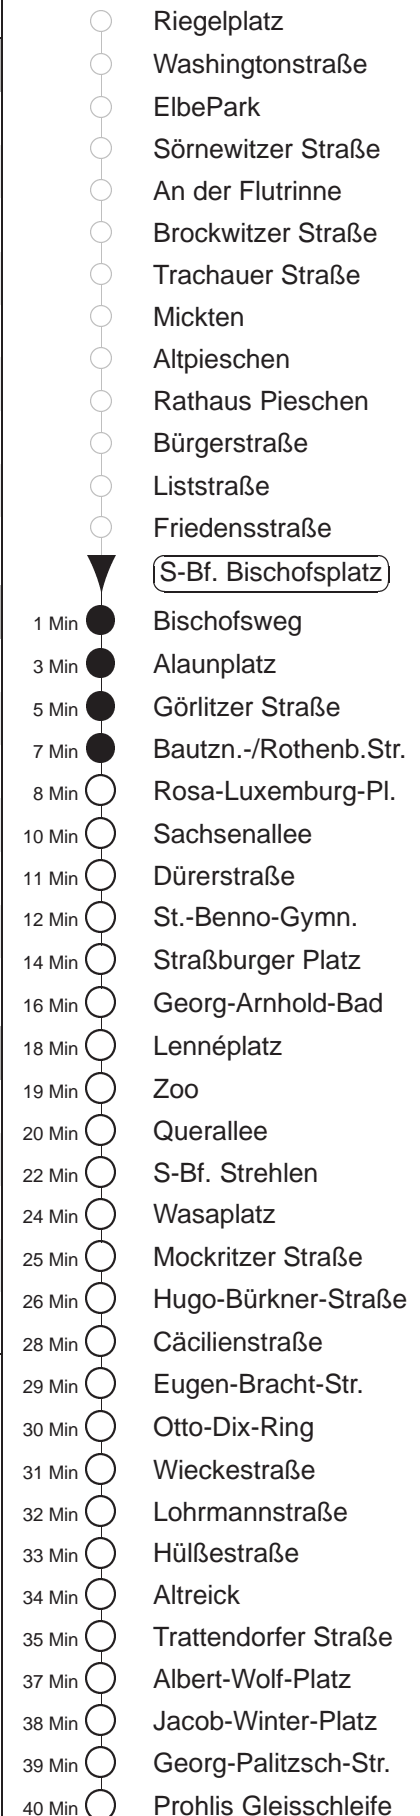 Riegelplatz
Washingtonstraße
ElbePark
Sörnewitzer Straße
An der Flutrinne
Brockwitzer Straße
Trachauer Straße
Mickten
Altpieschen
Rathaus Pieschen
Bürgerstraße
Liststraße
Friedensstraße
S-Bf. Bischofsplatz
1 Min Bischofsweg
3 Min Alaunplatz
5 Min Görlitzer Straße
7 Min Bautzn.-/Rothenb.Str.
8 Min Rosa-Luxemburg-Pl.
10 Min Sachsenallee
11 Min Dürerstraße
12 Min St.-Benno-Gymn.
14 Min Straßburger Platz
16 Min Georg-Arnhold-Bad
18 Min Lennéplatz
19 Min Zoo
20 Min Querallee
22 Min S-Bf. Strehlen
24 Min Wasaplatz
25 Min Mockritzer Straße
26 Min Hugo-Bürkner-Straße
28 Min Cäcilienstraße
29 Min Eugen-Bracht-Str.
30 Min Otto-Dix-Ring
31 Min Wieckestraße
32 Min Lohrmannstraße
33 Min Hülßestraße
34 Min Altreick
35 Min Trattendorfer Straße
37 Min Albert-Wolf-Platz
38 Min Jacob-Winter-Platz
39 Min Georg-Palitzsch-Str.
40 Min Prohlis Gleisschleife